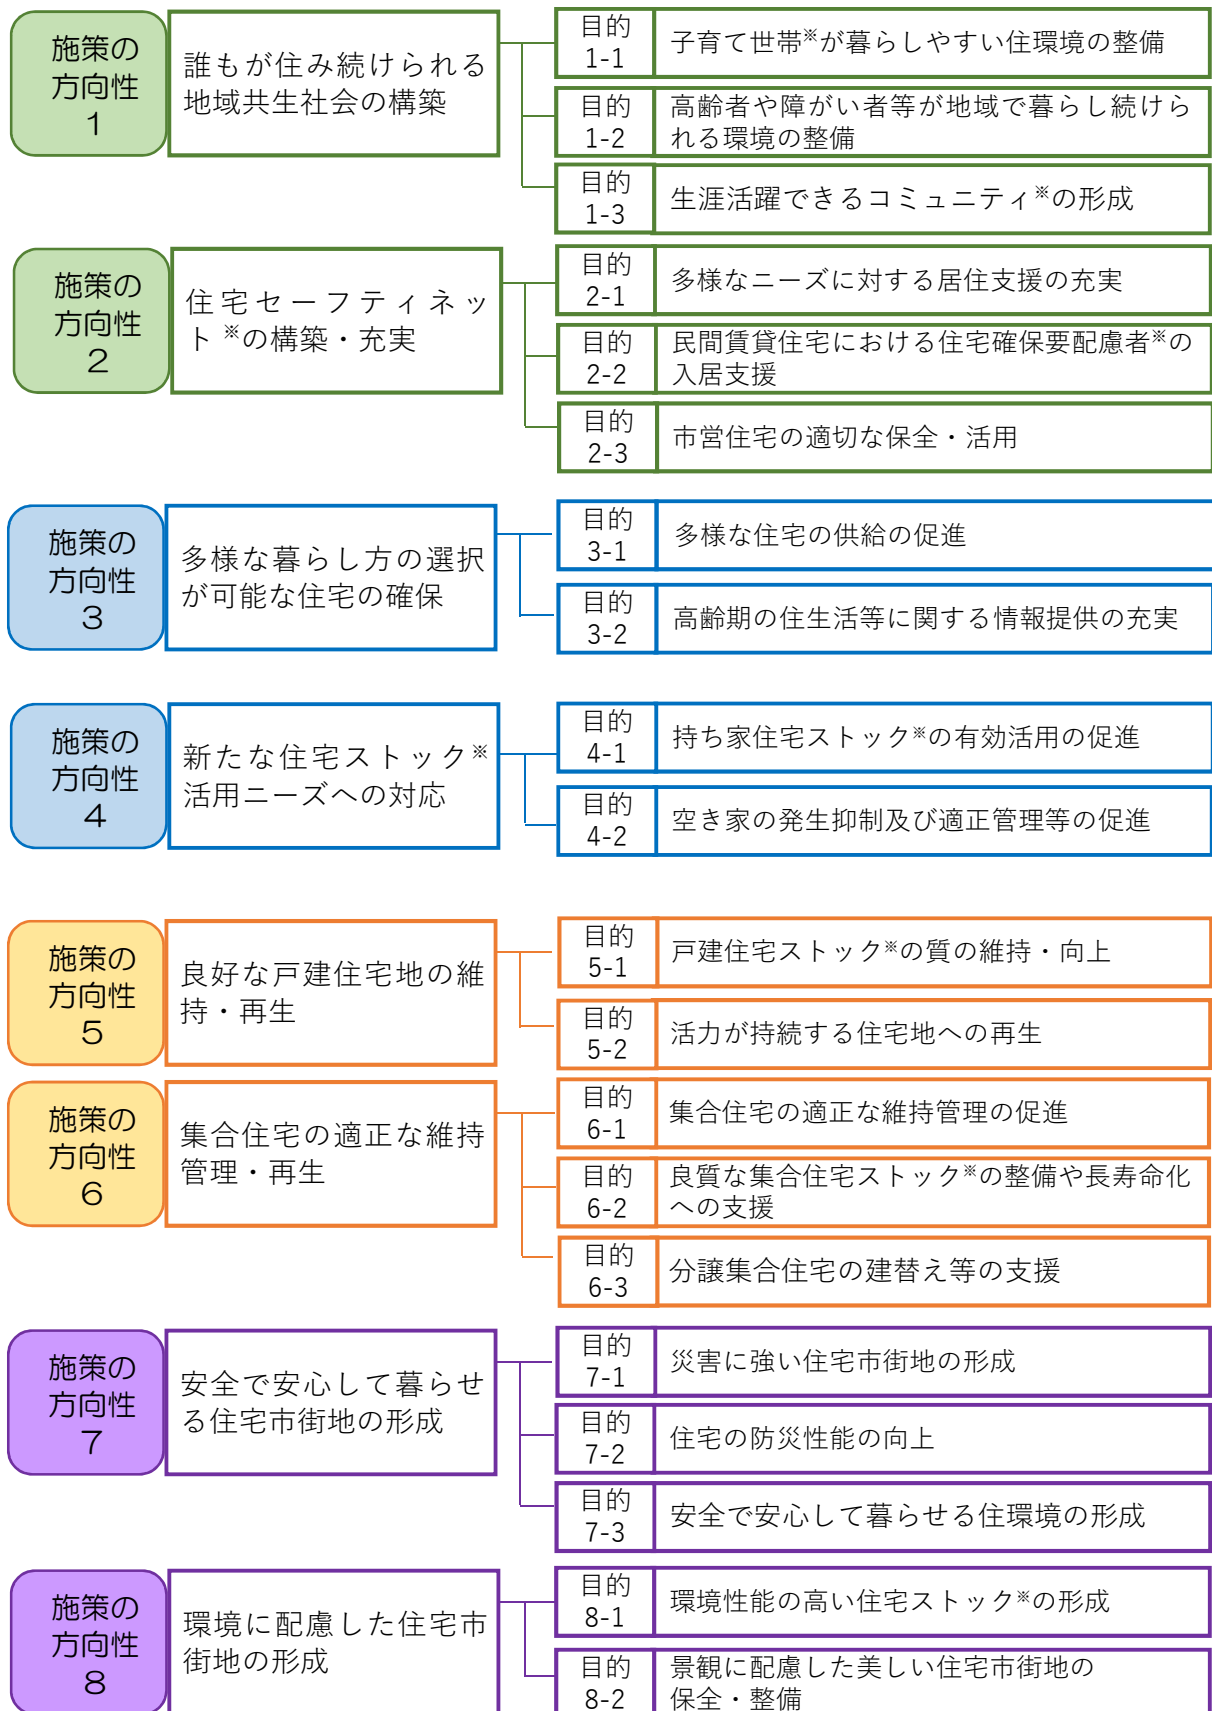 施策の
方向性
1
誰もが住み続けられる
地域共生社会の構築
目的
1-1
子育て世帯※が暮らしやすい住環境の整備
目的
1-2
高齢者や障がい者等が地域で暮らし続けら
れる環境の整備
目的
1-3
生涯活躍できるコミュニティ※の形成
施策の
方向性
2
住宅セーフティネッ
ト※の構築・充実
目的
2-1
多様なニーズに対する居住支援の充実
目的
2-2
民間賃貸住宅における住宅確保要配慮者※の
入居支援
目的
2-3
市営住宅の適切な保全・活用
施策の
方向性
3
多様な暮らし方の選択
が可能な住宅の確保
目的
3-1
多様な住宅の供給の促進
目的
3-2
高齢期の住生活等に関する情報提供の充実
施策の
方向性
4
新たな住宅ストック※
活用ニーズへの対応
目的
4-1
持ち家住宅ストック※の有効活用の促進
目的
4-2
空き家の発生抑制及び適正管理等の促進
施策の
方向性
5
良好な戸建住宅地の維
持・再生
目的
5-1
戸建住宅ストック※の質の維持・向上
目的
5-2
活力が持続する住宅地への再生
施策の
方向性
6
集合住宅の適正な維持
管理・再生
目的
6-1
集合住宅の適正な維持管理の促進
目的
6-2
良質な集合住宅ストック※の整備や長寿命化
への支援
目的
6-3
分譲集合住宅の建替え等の支援
施策の
方向性
7
安全で安心して暮らせ
る住宅市街地の形成
目的
7-1
災害に強い住宅市街地の形成
目的
7-2
住宅の防災性能の向上
目的
7-3
安全で安心して暮らせる住環境の形成
施策の
方向性
8
環境に配慮した住宅市
街地の形成
目的
8-1
環境性能の高い住宅ストック※の形成
目的
8-2
景観に配慮した美しい住宅市街地の
保全・整備